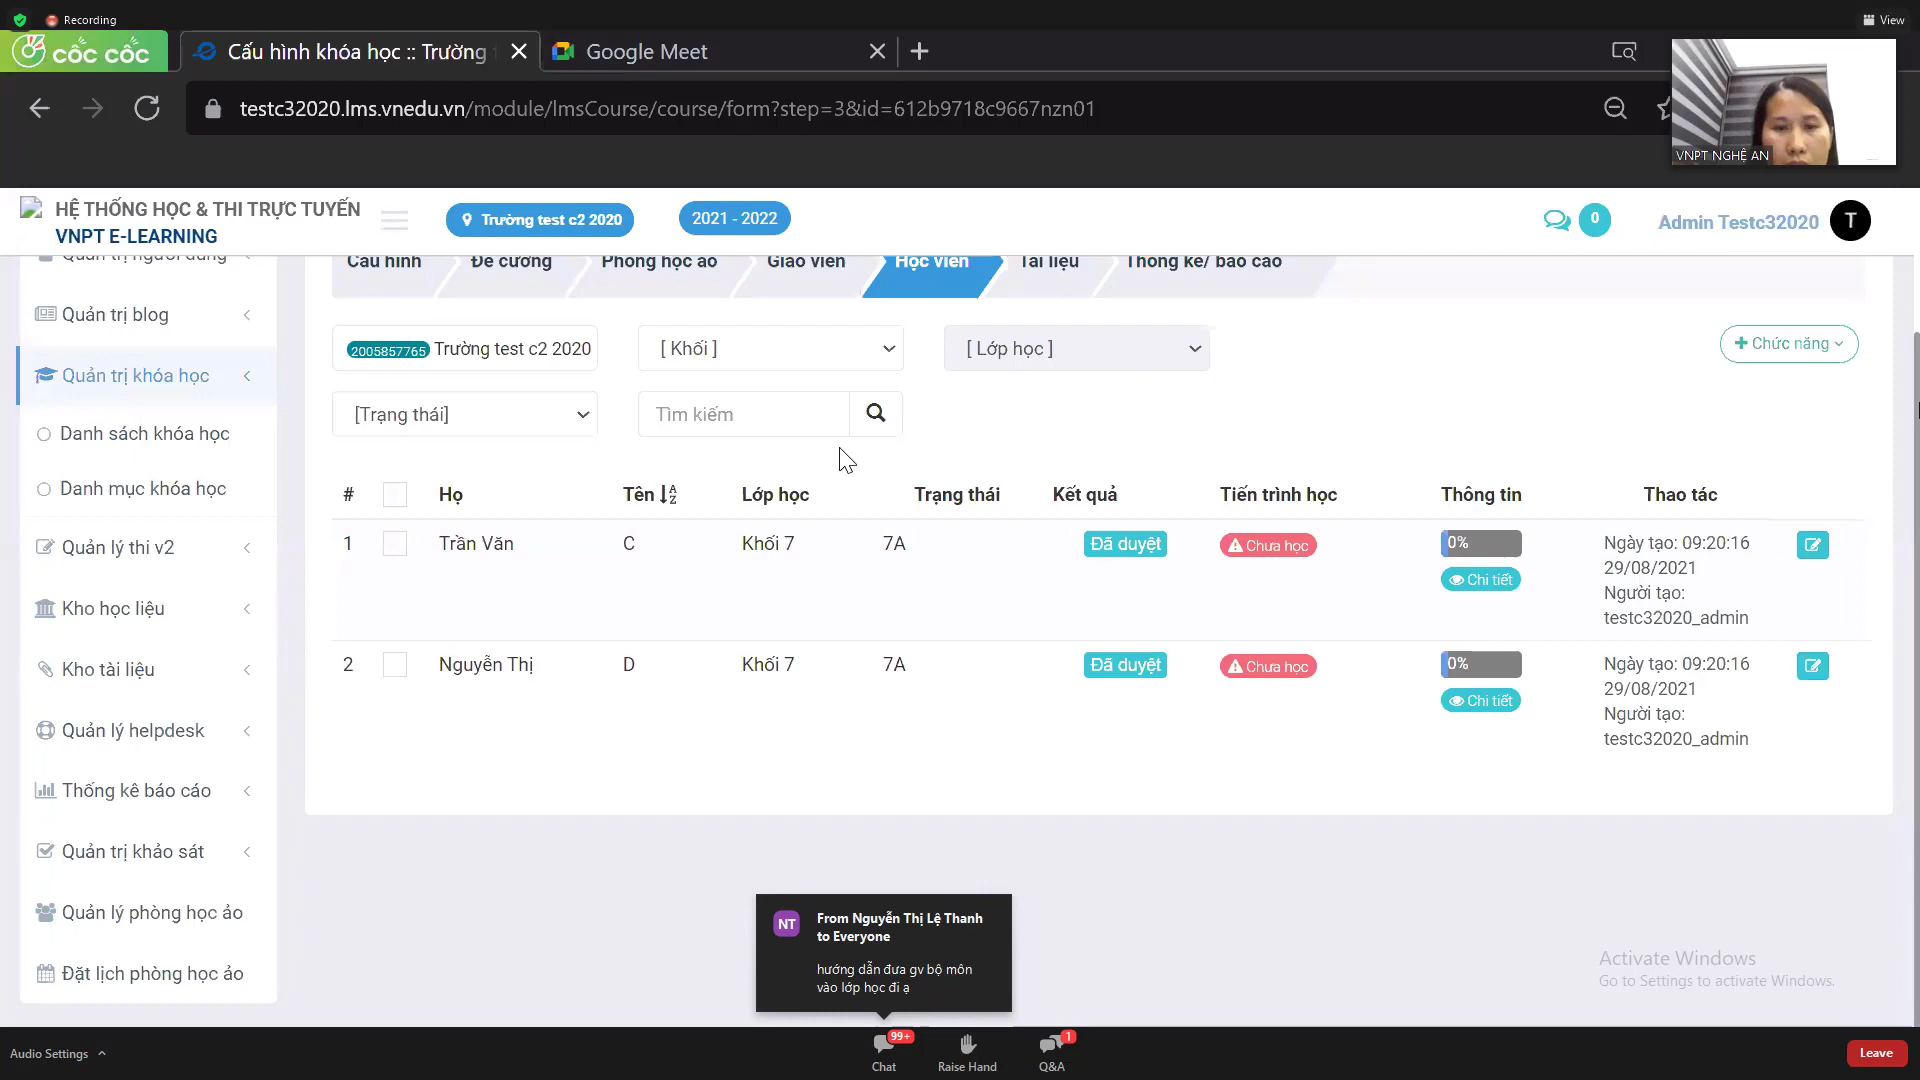 Recording
View
cốc cốc
Cấu hình khóa học :: Trường
Google Meet
testc32020.lms.vnedu.vn/module/lmsCourse/course/form?step=3&id=612b9718c9667nzn01
VNPT NGHỆ AN
HỆ THỐNG HỌC & THI TRỰC TUYẾN
VNPT E-LEARNING
Trường test c2 2020
2021 - 2022
0
Admin Testc32020
T
Quản trị người dùng
Cấu hình
Đề cương
Phòng học ảo
Giáo viên
Học viên
Tài liệu
Thống kê/ báo cáo
Quản trị blog
Quản trị khóa học
Danh sách khóa học
Danh mục khóa học
Quản lý thi v2
Kho học liệu
Kho tài liệu
Quản lý helpdesk
Thống kê báo cáo
Quản trị khảo sát
Quản lý phòng học ảo
Đặt lịch phòng học ảo
2005857765 Trường test c2 2020
[ Khối ]
[ Lớp học ]
Chức năng
[Trạng thái]
Tìm kiếm
# Họ Tên Lớp học Trạng thái Kết quả Tiến trình học Thông tin Thao tác
1 Trần Văn C Khối 7 7A Đã duyệt Chưa học 0% Ngày tạo: 09:20:16
29/08/2021
Chi tiết
Người tạo:
testc32020_admin
2 Nguyễn Thị D Khối 7 7A Đã duyệt Chưa học 0% Ngày tạo: 09:20:16
29/08/2021
Chi tiết
Người tạo:
testc32020_admin
NT
From Nguyễn Thị Lệ Thanh
to Everyone
hướng dẫn đưa gv bộ môn
vào lớp học đi ạ
Activate Windows
Go to Settings to activate Windows.
Audio Settings
99+
Chat
Raise Hand
1
Q&A
Leave